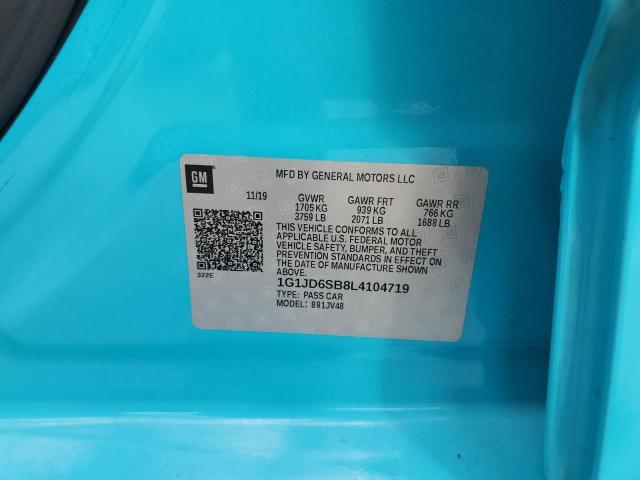 GM
MFD BY GENERAL MOTORS LLC
11/19 GVWR GAWR FRT GAWR RR
1705 KG 939 KG 766 KG
3759 LB 2071 LB 1688 LB
THIS VEHICLE CONFORMS TO ALL
APPLICABLE U.S. FEDERAL MOTOR
VEHICLE SAFETY, BUMPER, AND THEFT
PREVENTION STANDARDS IN EFFECT ON
THE DATE OF MANUFACTURE SHOWN
ABOVE.
322E
1G1JD6SB8L4104719
TYPE: PASS CAR
MODEL: 891JV48